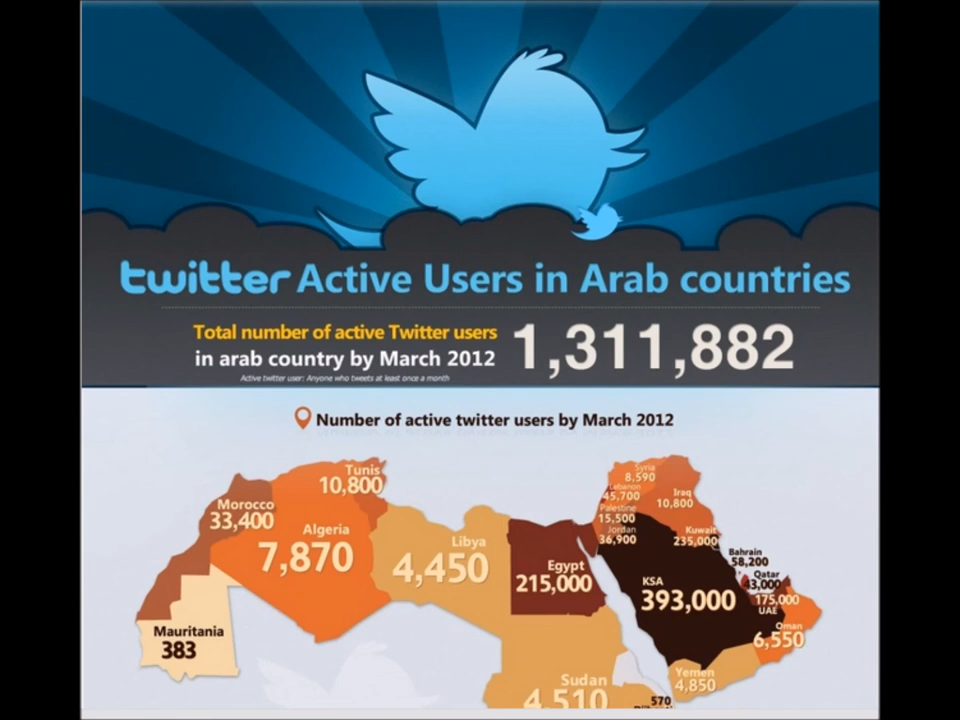 twitter Active Users in Arab countries
Total number of active Twitter users
in arab country by March 2012
1,311,882
Active twitter user: Anyone who tweets at least once a month
Number of active twitter users by March 2012
Tunis
10,800
Morocco
33,400
Algeria
7,870
Libya
4,450
Egypt
215,000
Mauritania
383
Sudan
4,510
570
Djibouti
Syria
8,590
Lebanon
45,700
Iraq
10,800
Palestine
15,500
Jordan
36,900
Kuwait
235,000
Bahrain
58,200
Qatar
43,000
KSA
393,000
175,000
UAE
Oman
6,550
Yemen
4,850